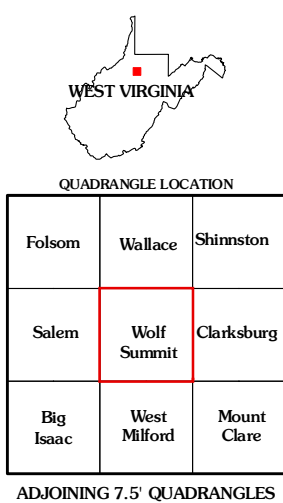 WEST VIRGINIA
QUADRANGLE LOCATION
Folsom Wallace Shinnston
Salem Wolf Summit Clarksburg
Big Isaac West Milford Mount Clare
ADJOINING 7.5' QUADRANGLES